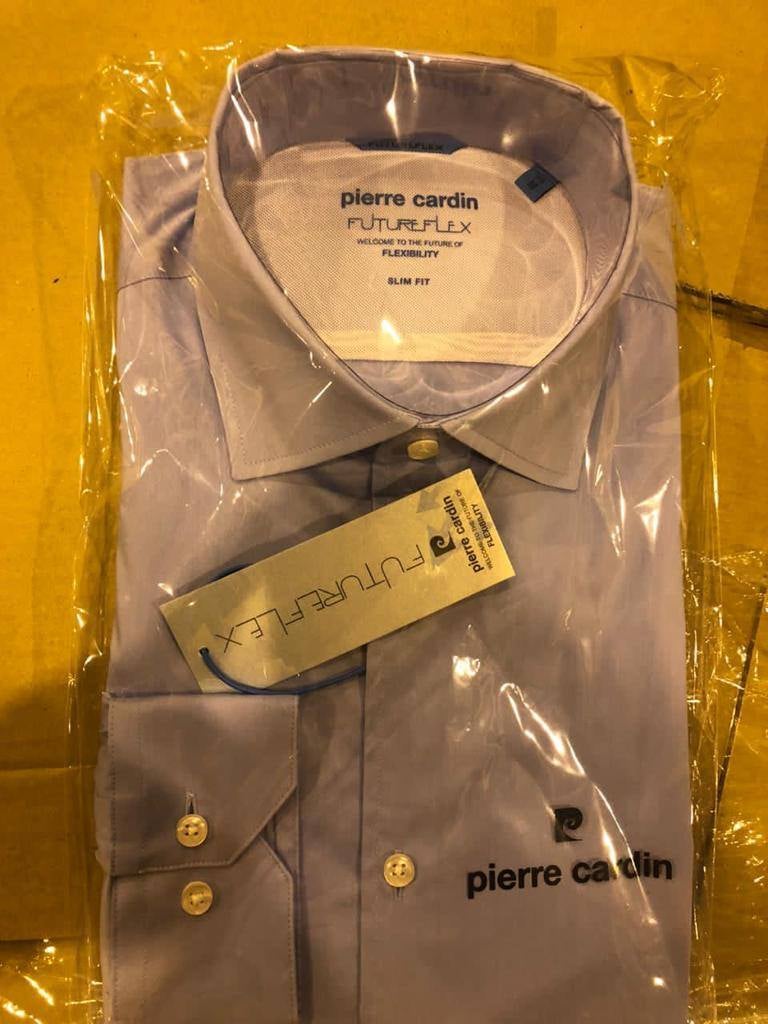 FUTUREFLEX
pierre cardin
FUTUREFLEX
WELCOME TO THE FUTURE OF
FLEXIBILITY
SLIM FIT
pierre cardin
WELCOME TO THE FUTURE OF
FLEXIBILITY
FUTUREFLEX
pierre cardin